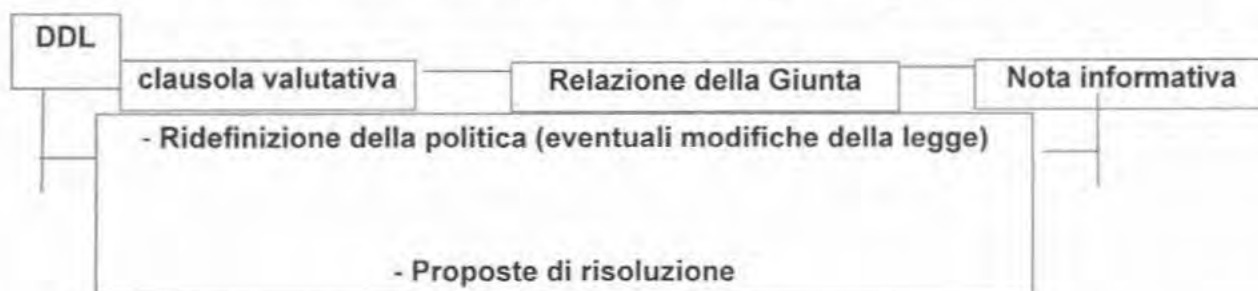 DDL
clausola valutativa
Relazione della Giunta
Nota informativa
- Ridefinizione della politica (eventuali modifiche della legge)
- Proposte di risoluzione